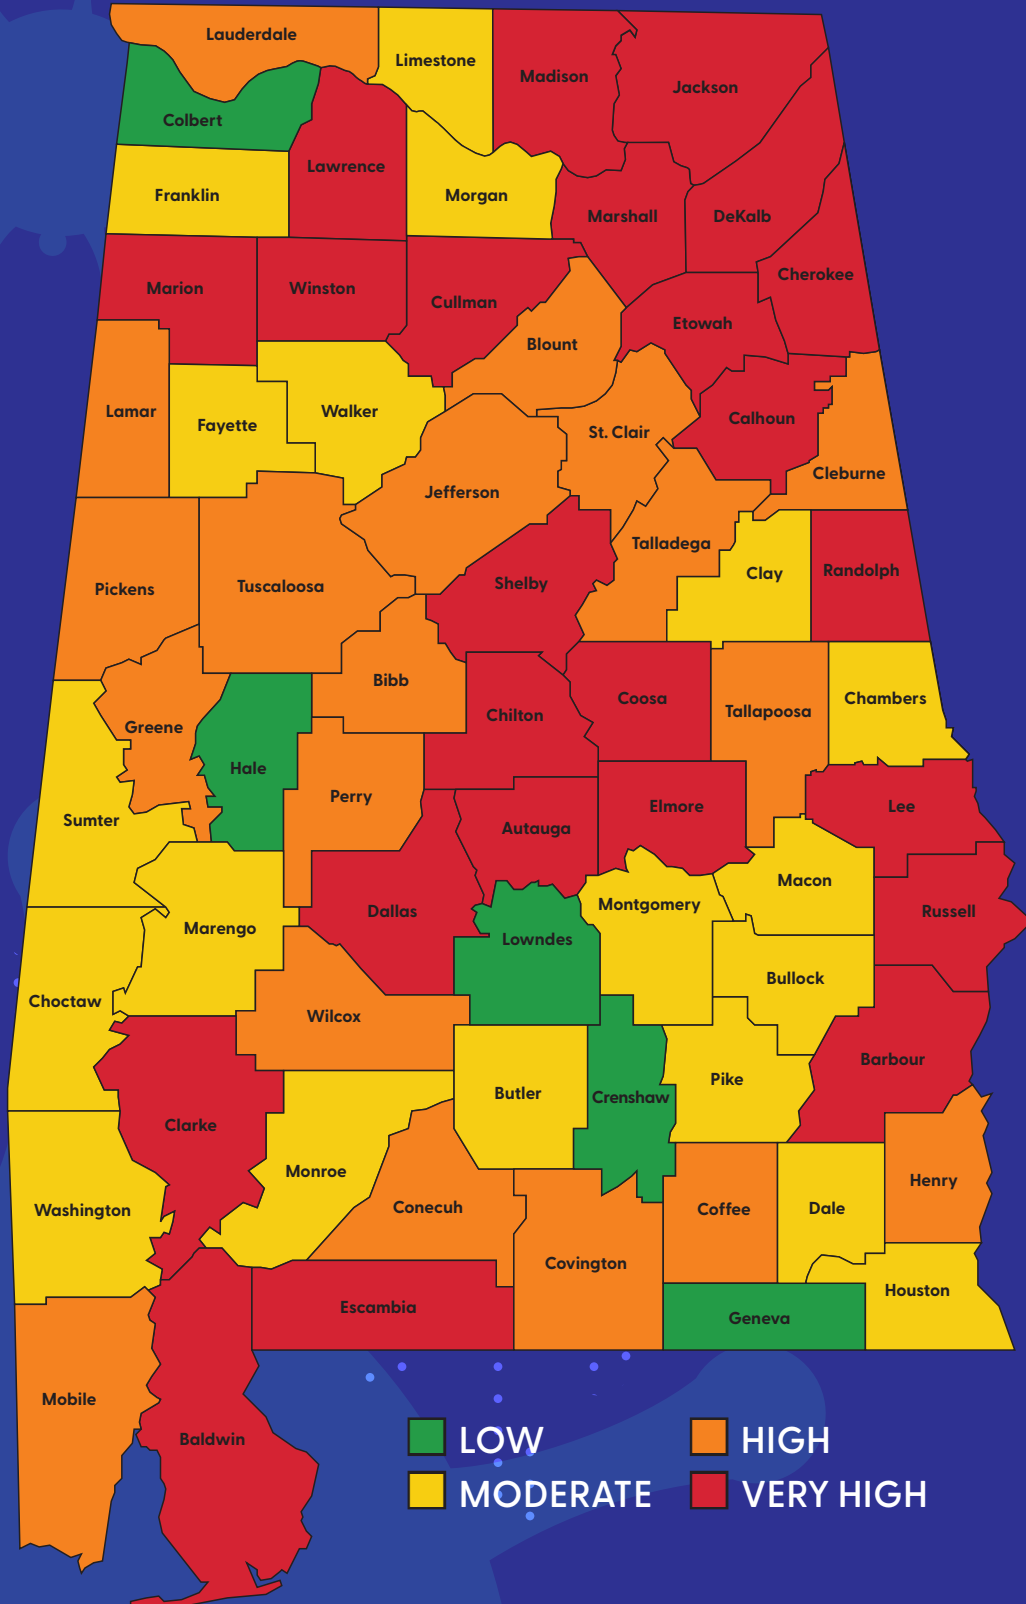 Lauderdale
Limestone
Madison
Jackson
Colbert
Lawrence
Franklin
Morgan
Marshall
DeKalb
Cherokee
Marion
Winston
Cullman
Etowah
Blount
Lamar
Fayette
Walker
St. Clair
Calhoun
Cleburne
Jefferson
Talladega
Clay
Randolph
Pickens
Tuscaloosa
Shelby
Bibb
Greene
Chilton
Coosa
Tallapoosa
Chambers
Hale
Perry
Sumter
Autauga
Elmore
Lee
Macon
Marengo
Dallas
Montgomery
Russell
Lowndes
Bullock
Choctaw
Wilcox
Barbour
Butler
Crenshaw
Pike
Clarke
Monroe
Washington
Conecuh
Coffee
Dale
Henry
Covington
Escambia
Geneva
Houston
Mobile
Baldwin
LOW
HIGH
MODERATE
VERY HIGH